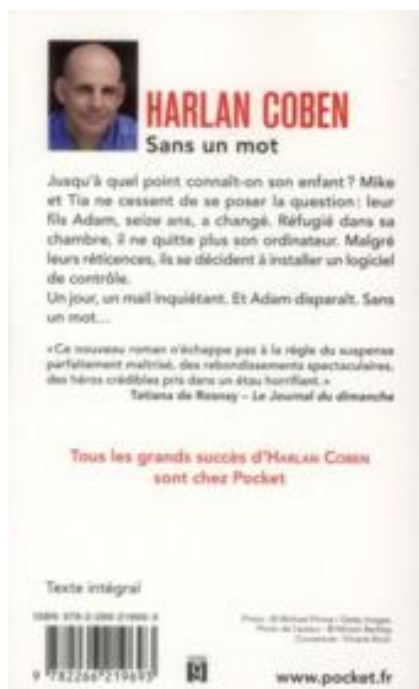 HARLAN COBEN
Sans un mot
Jusqu'à quel point connaît-on son enfant ? Mike
et Tia ne cessent de se poser la question : leur
fils Adam, seize ans, a changé. Réfugié dans sa
chambre, il ne quitte plus son ordinateur. Malgré
leurs réticences, ils se décident à installer un logiciel
de contrôle.
Un jour, un mail inquiétant. Et Adam disparaît. Sans
un mot...
« Ce nouveau roman n'échappe pas à la règle du suspense
parfaitement maîtrisé, des rebondissements spectaculaires,
des héros crédibles pris dans un étau horrifiant. »
Tatiana de Rosnay – Le Journal du dimanche
Tous les grands succès d'HARLAN COBEN
sont chez Pocket
Texte intégral
9 782266 219693
www.pocket.fr